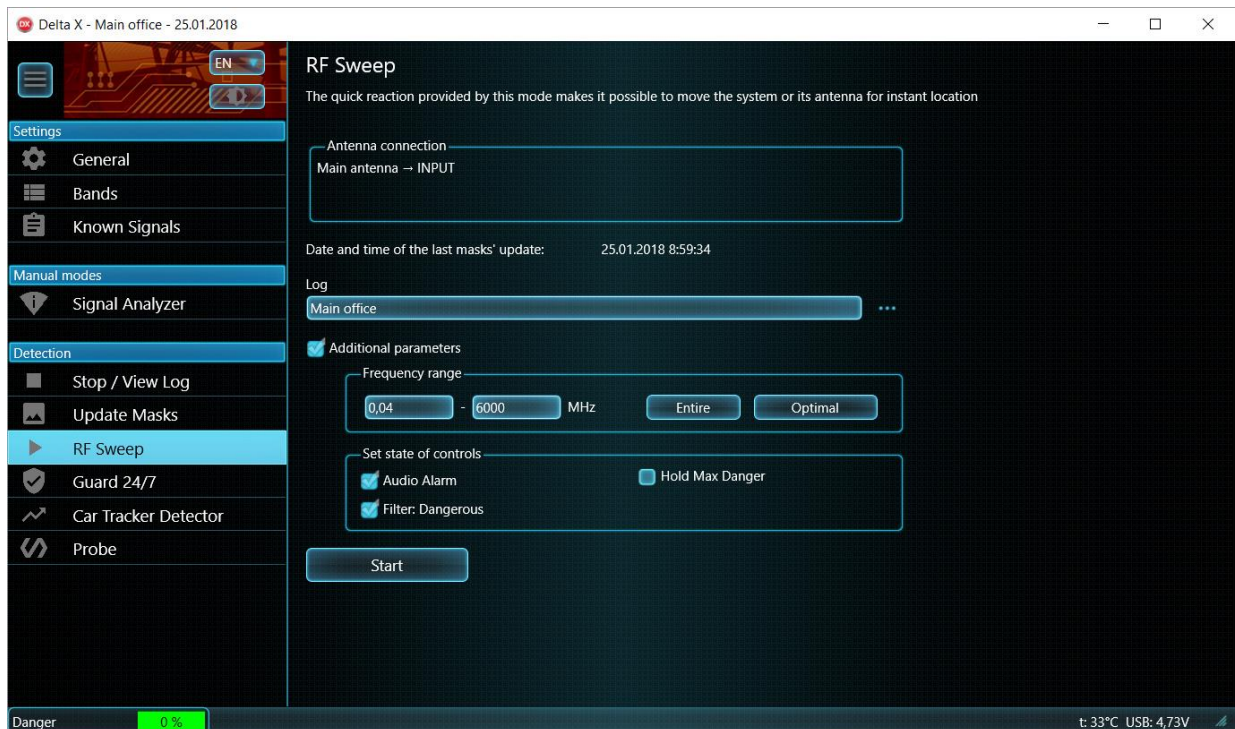 Delta X - Main office - 25.01.2018
EN
Settings
General
Bands
Known Signals
Manual modes
Signal Analyzer
Detection
Stop / View Log
Update Masks
RF Sweep
Guard 24/7
Car Tracker Detector
Probe
RF Sweep
The quick reaction provided by this mode makes it possible to move the system or its antenna for instant location
Antenna connection
Main antenna → INPUT
Date and time of the last masks' update: 25.01.2018 8:59:34
Log
Main office ...
Additional parameters
Frequency range
0,04 - 6000 MHz Entire Optimal
Set state of controls
Audio Alarm Hold Max Danger
Filter: Dangerous
Start
Danger 0 % t: 33°C USB: 4,73V